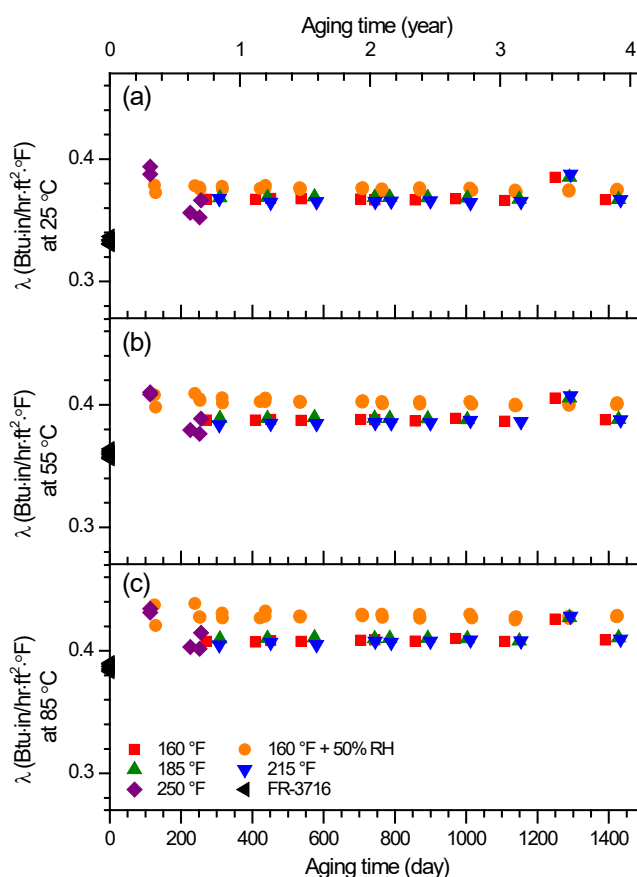 Aging time (year)
0 1 2 3 4
(a)
λ (Btu·in/hr·ft²·°F)
at 25 °C
0.4
0.3
(b)
λ (Btu·in/hr·ft²·°F)
at 55 °C
0.4
0.3
(c)
λ (Btu·in/hr·ft²·°F)
at 85 °C
0.4
0.3
160 °F 160 °F + 50% RH
185 °F 215 °F
250 °F FR-3716
0 200 400 600 800 1000 1200 1400
Aging time (day)